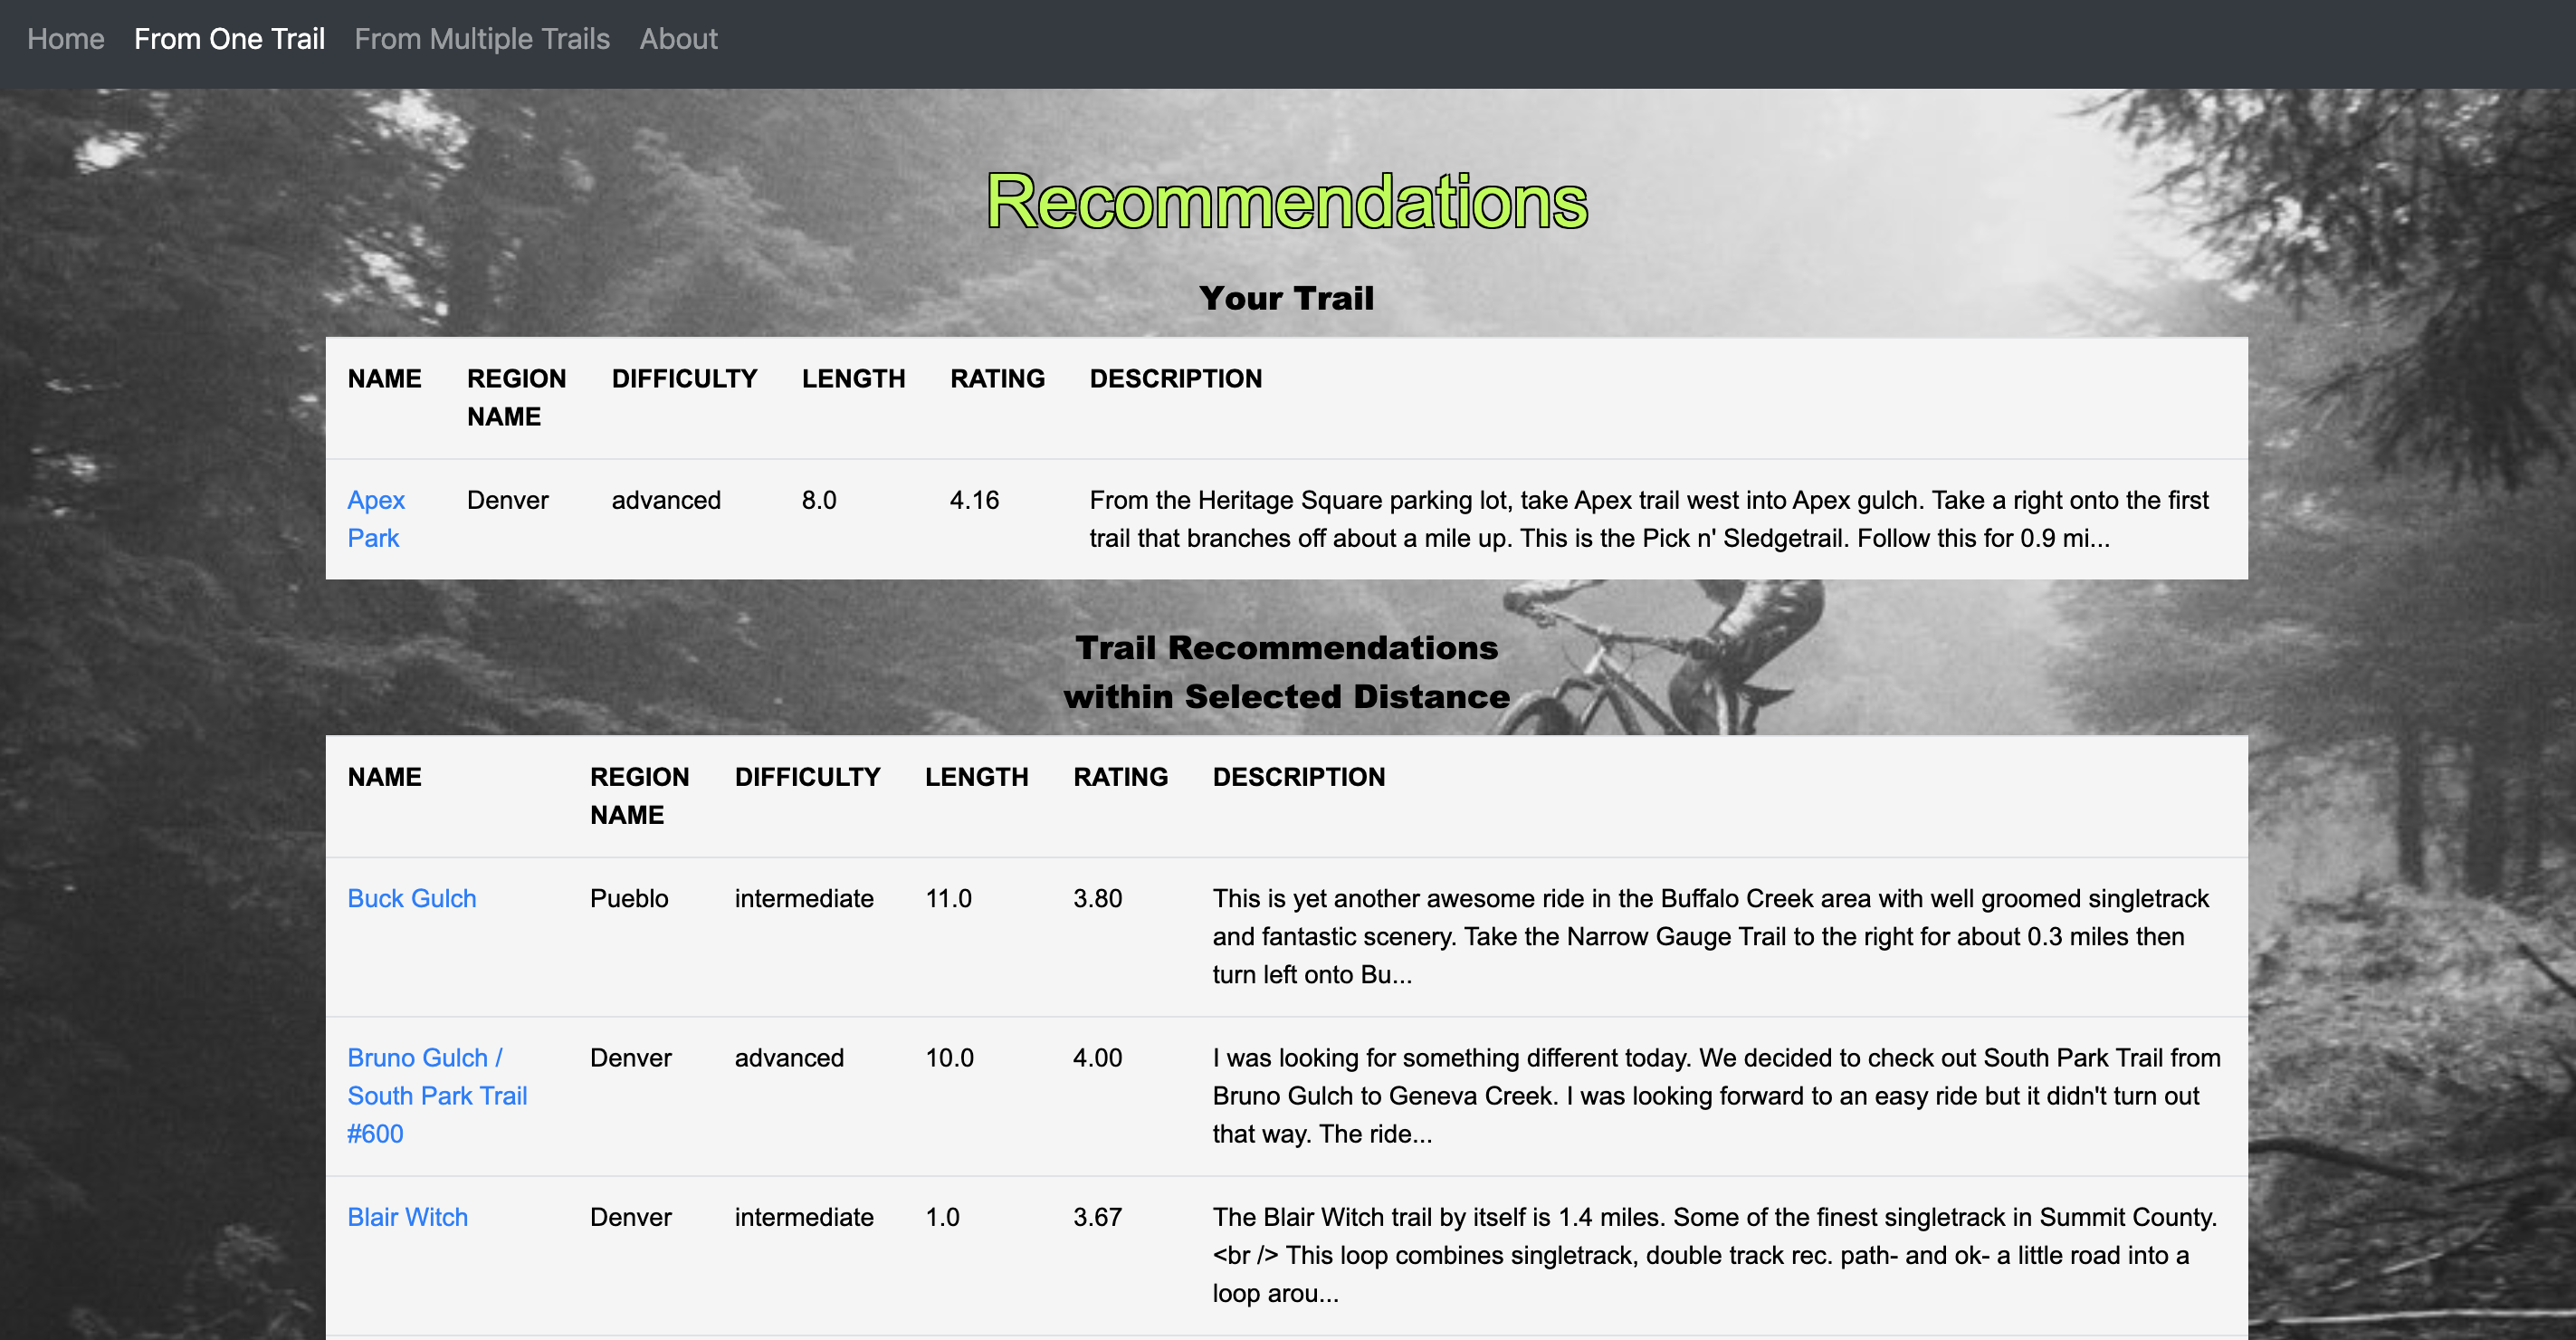 Home From One Trail From Multiple Trails About
Recommendations
Your Trail
NAME REGION NAME DIFFICULTY LENGTH RATING DESCRIPTION
Apex Park Denver advanced 8.0 4.16 From the Heritage Square parking lot, take Apex trail west into Apex gulch. Take a right onto the first
trail that branches off about a mile up. This is the Pick n' Sledgetrail. Follow this for 0.9 mi...
Trail Recommendations
within Selected Distance
NAME REGION NAME DIFFICULTY LENGTH RATING DESCRIPTION
Buck Gulch Pueblo intermediate 11.0 3.80 This is yet another awesome ride in the Buffalo Creek area with well groomed singletrack
and fantastic scenery. Take the Narrow Gauge Trail to the right for about 0.3 miles then
turn left onto Bu...
Bruno Gulch / South Park Trail #600 Denver advanced 10.0 4.00 I was looking for something different today. We decided to check out South Park Trail from
Bruno Gulch to Geneva Creek. I was looking forward to an easy ride but it didn't turn out
that way. The ride...
Blair Witch Denver intermediate 1.0 3.67 The Blair Witch trail by itself is 1.4 miles. Some of the finest singletrack in Summit County.
<br /> This loop combines singletrack, double track rec. path- and ok- a little road into a
loop arou...